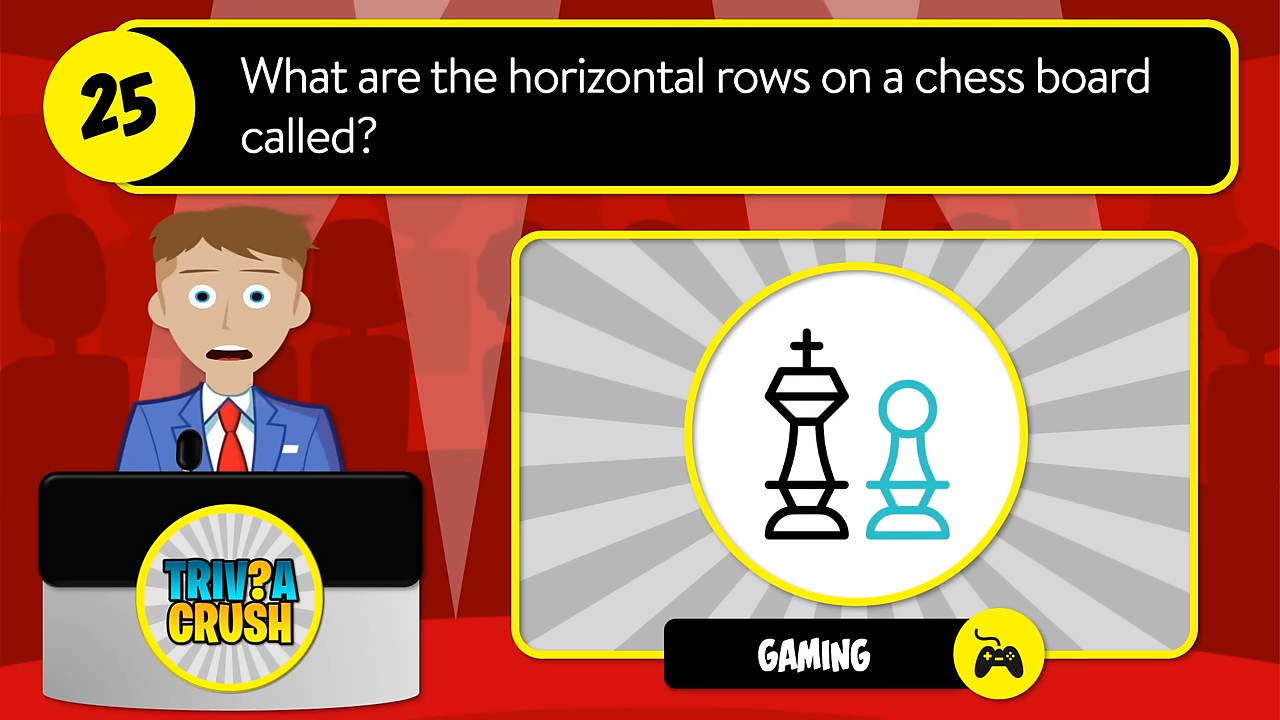 25
What are the horizontal rows on a chess board
called?
TRIV?A
CRUSH
GAMING